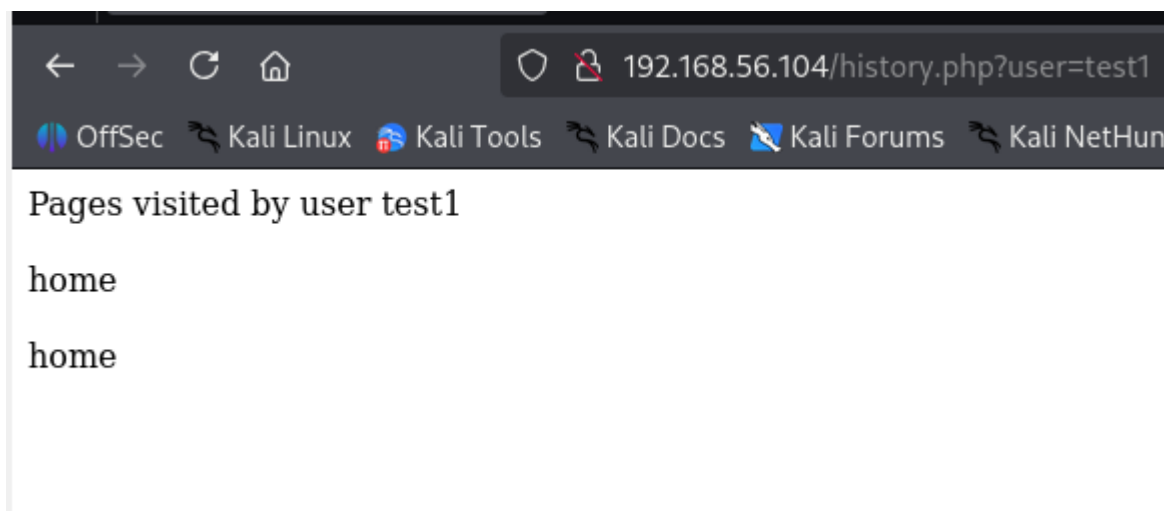 192.168.56.104/history.php?user=test1
OffSec Kali Linux Kali Tools Kali Docs Kali Forums Kali NetHun
Pages visited by user test1
home
home